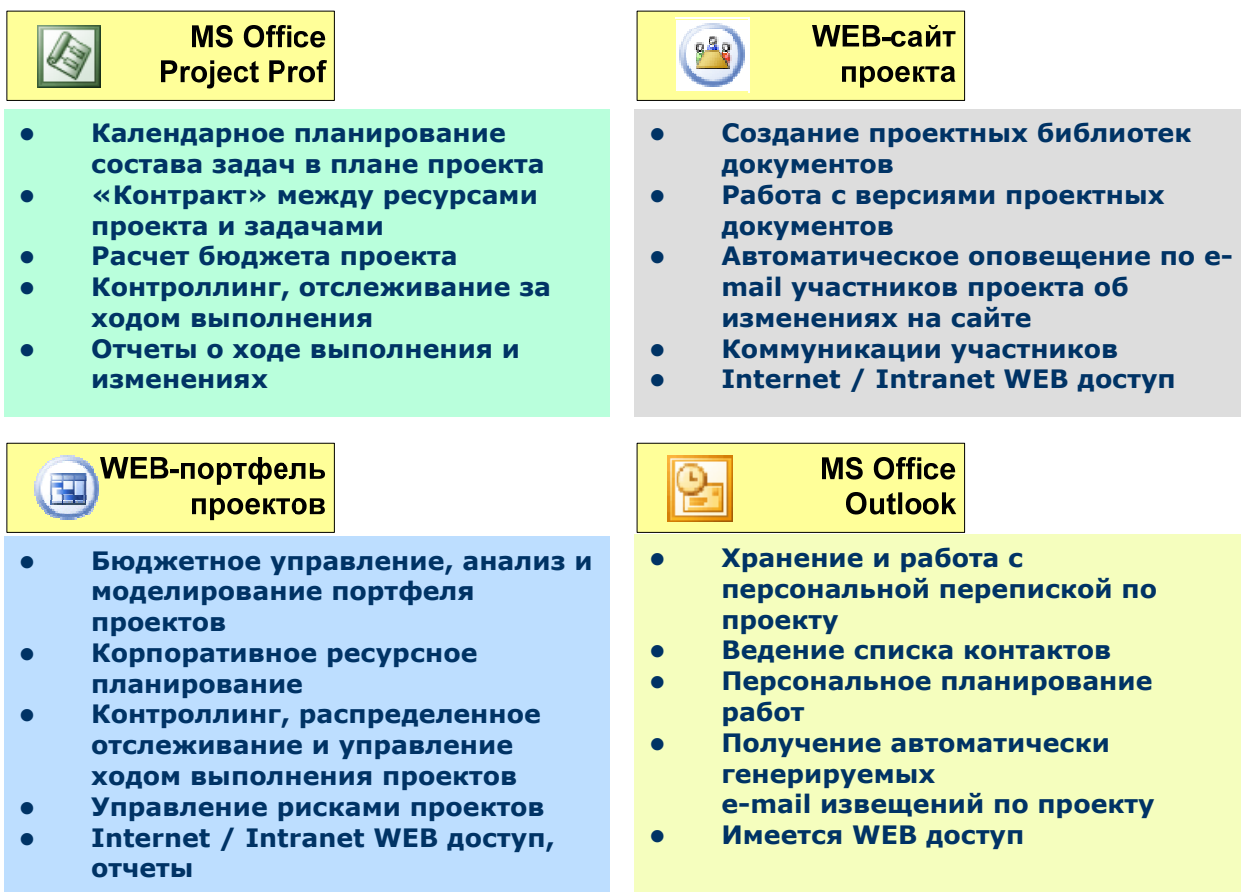 MS Office
Project Prof
● Календарное планирование
состава задач в плане проекта
● «Контракт» между ресурсами
проекта и задачами
● Расчет бюджета проекта
● Контроллинг, отслеживание за
ходом выполнения
● Отчеты о ходе выполнения и
изменениях
WEB-сайт
проекта
● Создание проектных библиотек
документов
● Работа с версиями проектных
документов
● Автоматическое оповещение по e-
mail участников проекта об
изменениях на сайте
● Коммуникации участников
● Internet / Intranet WEB доступ
WEB-портфель
проектов
● Бюджетное управление, анализ и
моделирование портфеля
проектов
● Корпоративное ресурсное
планирование
● Контроллинг, распределенное
отслеживание и управление
ходом выполнения проектов
● Управление рисками проектов
● Internet / Intranet WEB доступ,
отчеты
MS Office
Outlook
● Хранение и работа с
персональной перепиской по
проекту
● Ведение списка контактов
● Персональное планирование
работ
● Получение автоматически
генерируемых
e-mail извещений по проекту
● Имеется WEB доступ